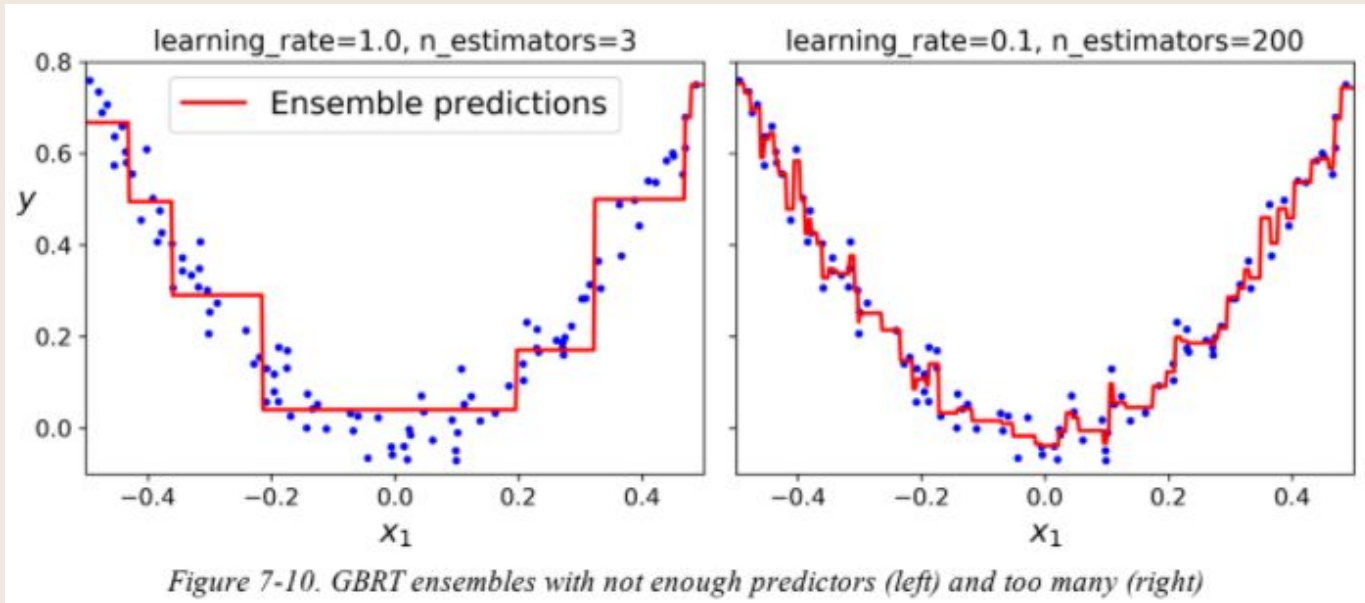 learning_rate=1.0, n_estimators=3
learning_rate=0.1, n_estimators=200
Ensemble predictions
0.8
0.6
0.4
0.2
0.0
y
−0.4 −0.2 0.0 0.2 0.4
−0.4 −0.2 0.0 0.2 0.4
x₁
x₁
Figure 7-10. GBRT ensembles with not enough predictors (left) and too many (right)